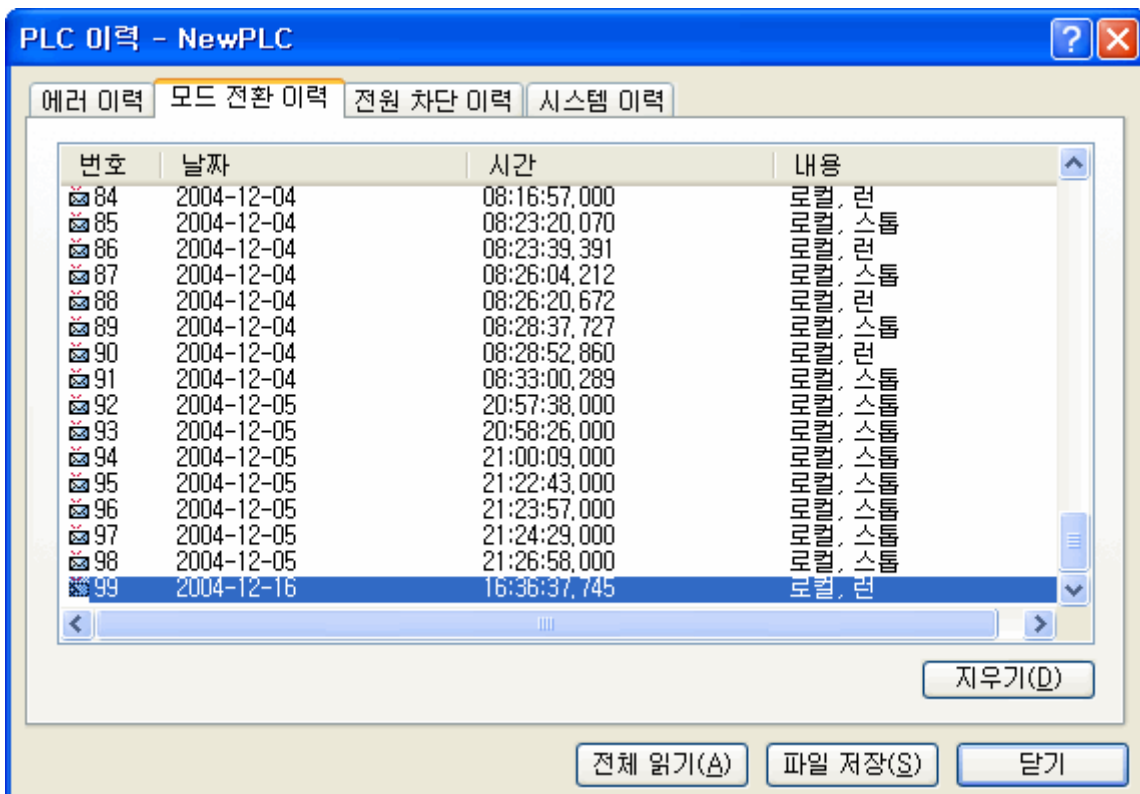 PLC 이력 - NewPLC
에러 이력 모드 전환 이력 전원 차단 이력 시스템 이력
번호 날짜 시간 내용
84 2004-12-04 08:16:57,000 로컬, 런
85 2004-12-04 08:23:20,070 로컬, 스톱
86 2004-12-04 08:23:39,391 로컬, 런
87 2004-12-04 08:26:04,212 로컬, 스톱
88 2004-12-04 08:26:20,672 로컬, 런
89 2004-12-04 08:28:37,727 로컬, 스톱
90 2004-12-04 08:28:52,860 로컬, 런
91 2004-12-04 08:33:00,289 로컬, 스톱
92 2004-12-05 20:57:38,000 로컬, 스톱
93 2004-12-05 20:58:26,000 로컬, 스톱
94 2004-12-05 21:00:09,000 로컬, 스톱
95 2004-12-05 21:22:43,000 로컬, 스톱
96 2004-12-05 21:23:57,000 로컬, 스톱
97 2004-12-05 21:24:29,000 로컬, 스톱
98 2004-12-05 21:26:58,000 로컬, 스톱
99 2004-12-16 16:36:37,745 로컬, 런
지우기(D)
전체 읽기(A) 파일 저장(S) 닫기